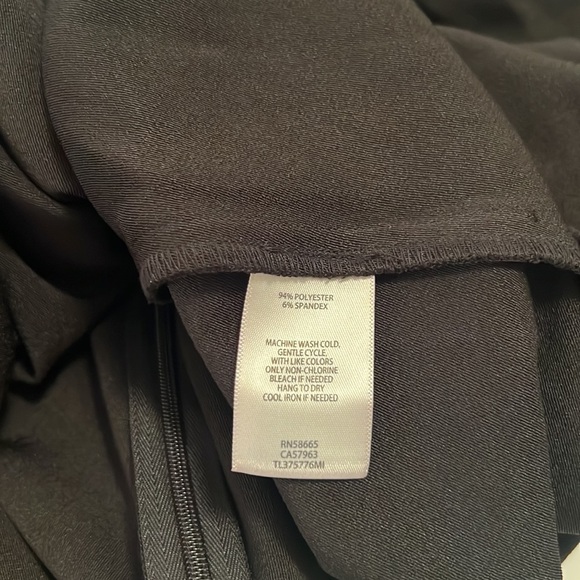 94% POLYESTER
6% SPANDEX
MACHINE WASH COLD,
GENTLE CYCLE.
WITH LIKE COLORS
ONLY NON-CHLORINE
BLEACH IF NEEDED
HANG TO DRY
COOL IRON IF NEEDED
RN58665
CA57963
TL375776MI